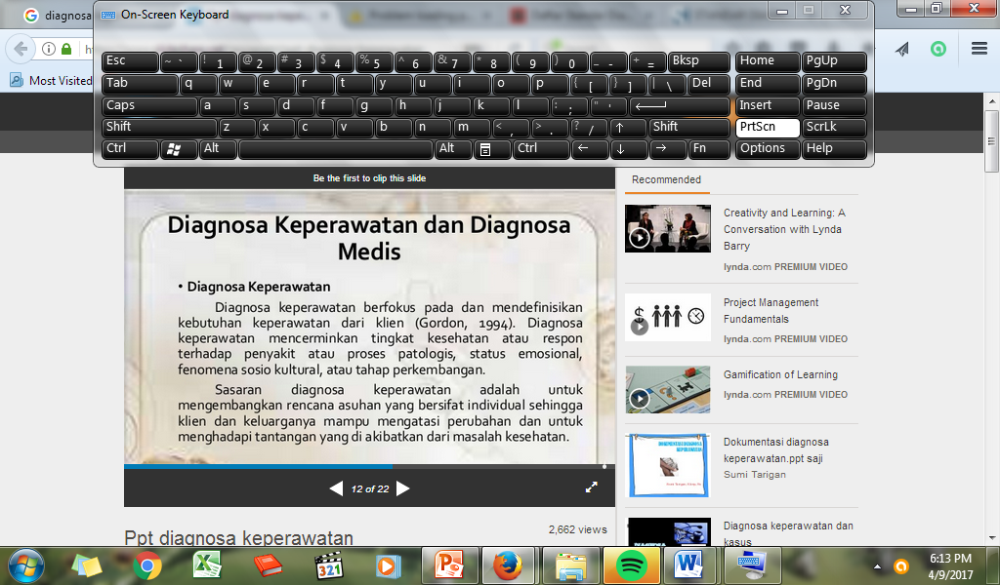 diagnosa
On-Screen Keyboard
Esc ~ ` ! 1 @ 2 # 3 $ 4 % 5 ^ 6 & 7 * 8 ( 9 ) 0 _ - + = Bksp Home PgUp
Tab q w e r t y u i o p { [ } ] | \ Del End PgDn
Caps a s d f g h j k l : ; " ' Insert Pause
Shift z x c v b n m < , > . ? / ↑ Shift PrtScn ScrLk
Ctrl Alt Alt Ctrl ← ↓ → Fn Options Help
Most Visited
Be the first to clip this slide
Diagnosa Keperawatan dan Diagnosa
Medis
• Diagnosa Keperawatan
Diagnosa keperawatan berfokus pada dan mendefinisikan
kebutuhan keperawatan dari klien (Gordon, 1994). Diagnosa
keperawatan mencerminkan tingkat kesehatan atau respon
terhadap penyakit atau proses patologis, status emosional,
fenomena sosio kultural, atau tahap perkembangan.
Sasaran diagnosa keperawatan adalah untuk
mengembangkan rencana asuhan yang bersifat individual sehingga
klien dan keluarganya mampu mengatasi perubahan dan untuk
menghadapi tantangan yang di akibatkan dari masalah kesehatan.
12 of 22
Ppt diagnosa keperawatan
2,662 views
Recommended
Creativity and Learning: A
Conversation with Lynda
Barry
lynda.com PREMIUM VIDEO
Project Management
Fundamentals
lynda.com PREMIUM VIDEO
Gamification of Learning
lynda.com PREMIUM VIDEO
Dokumentasi diagnosa
keperawatan.ppt saji
Sumi Tarigan
Diagnosa keperawatan dan
kasus
321
6:13 PM
4/9/2017